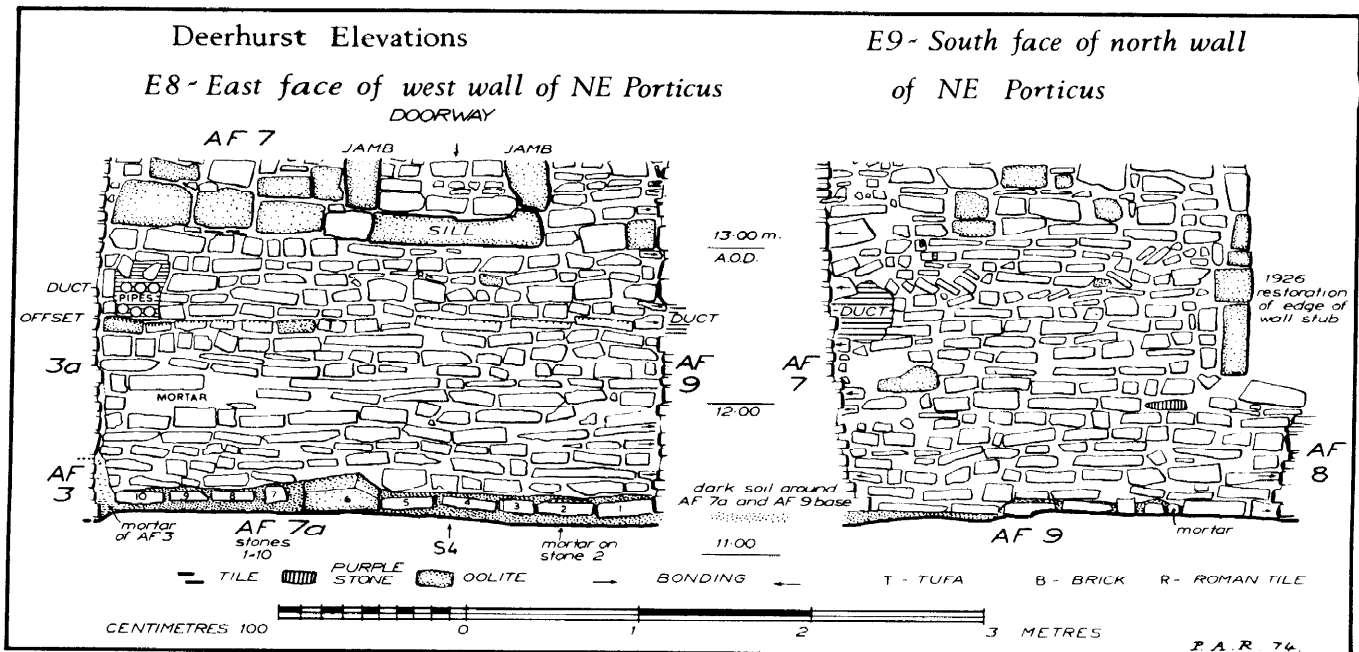 Deerhurst Elevations
E8 - East face of west wall of NE Porticus
E9 - South face of north wall
of NE Porticus
DOORWAY
AF 7
JAMB
JAMB
SILL
13·00 m.
A.O.D.
DUCT
PIPES
OFFSET
DUCT
DUCT
1926
restoration
of edge of
wall stub
3a
AF
9
AF
7
MORTAR
12·00
AF
3
AF
8
10 9 8 7 6 5 4 3 2 1
dark soil around
AF 7a and AF 9 base
mortar
of AF 3
AF 7a
stones
1-10
S4
mortar on
stone 2
11·00
AF 9
mortar
TILE PURPLE STONE OOLITE BONDING T - TUFA B - BRICK R - ROMAN TILE
CENTIMETRES 100 0 1 2 3 METRES
P.A.R. 74.